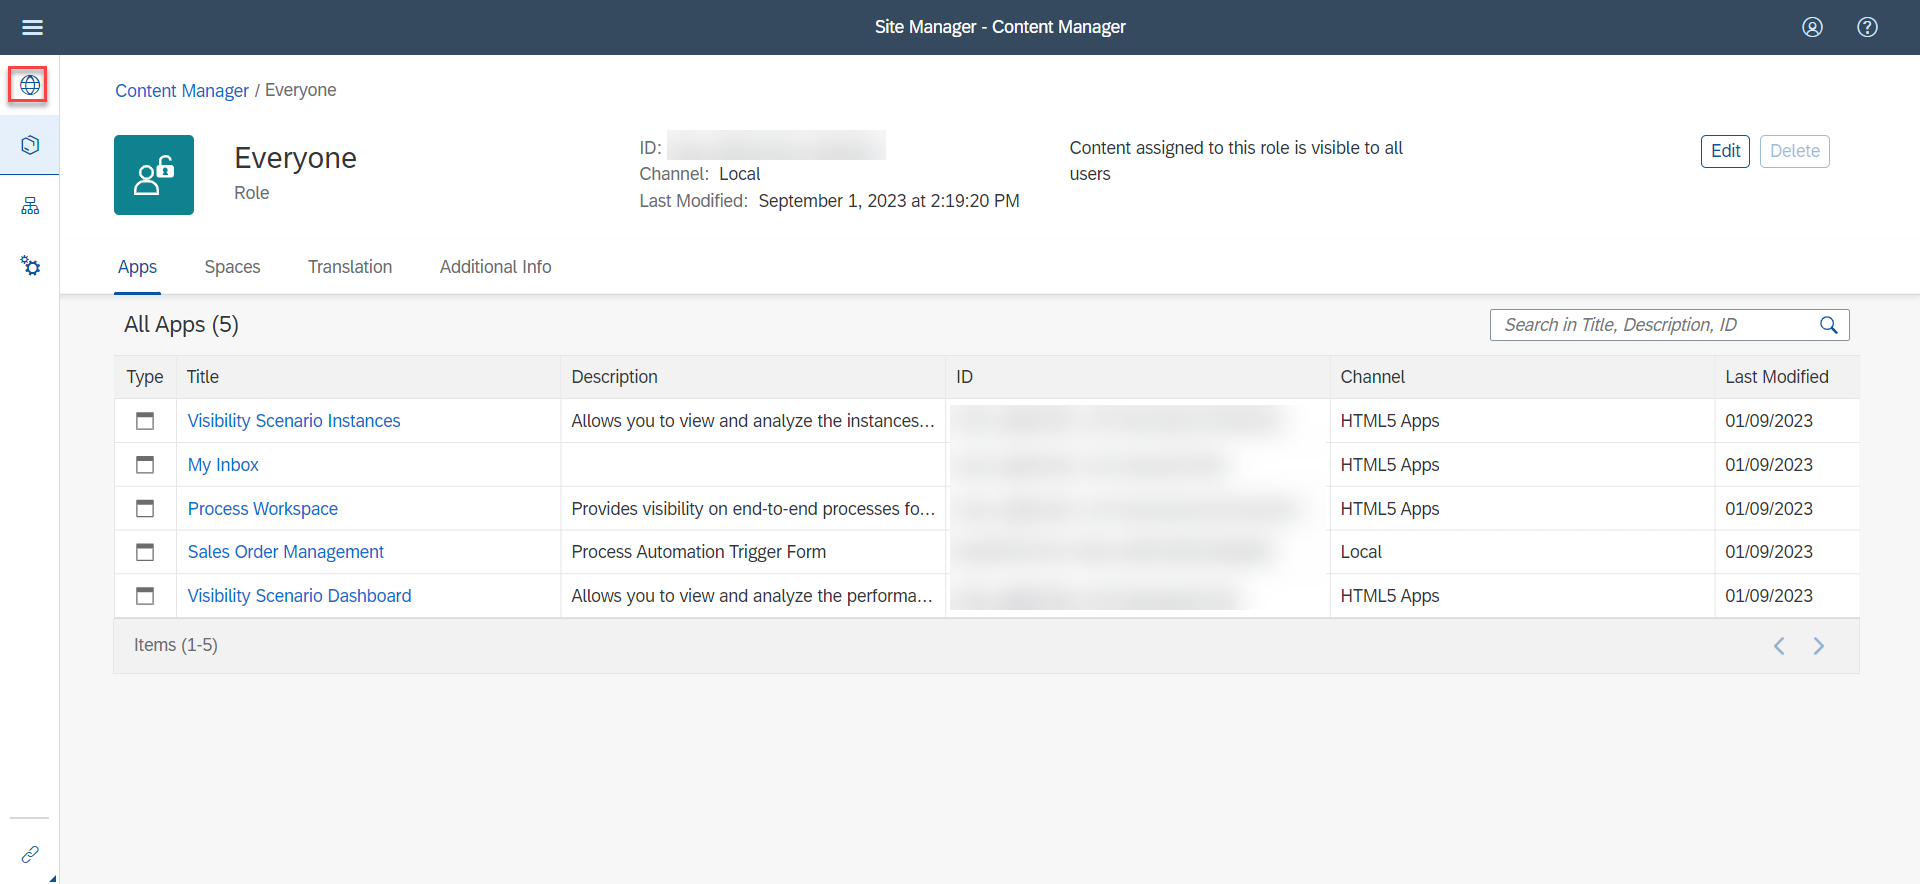 Site Manager - Content Manager
Content Manager / Everyone
Everyone
Role
ID:
Channel: Local
Last Modified: September 1, 2023 at 2:19:20 PM
Content assigned to this role is visible to all
users
Edit
Delete
Apps
Spaces
Translation
Additional Info
All Apps (5)
Search in Title, Description, ID
Type Title Description ID Channel Last Modified
Visibility Scenario Instances Allows you to view and analyze the instances... HTML5 Apps 01/09/2023
My Inbox HTML5 Apps 01/09/2023
Process Workspace Provides visibility on end-to-end processes fo... HTML5 Apps 01/09/2023
Sales Order Management Process Automation Trigger Form Local 01/09/2023
Visibility Scenario Dashboard Allows you to view and analyze the performa... HTML5 Apps 01/09/2023
Items (1-5)